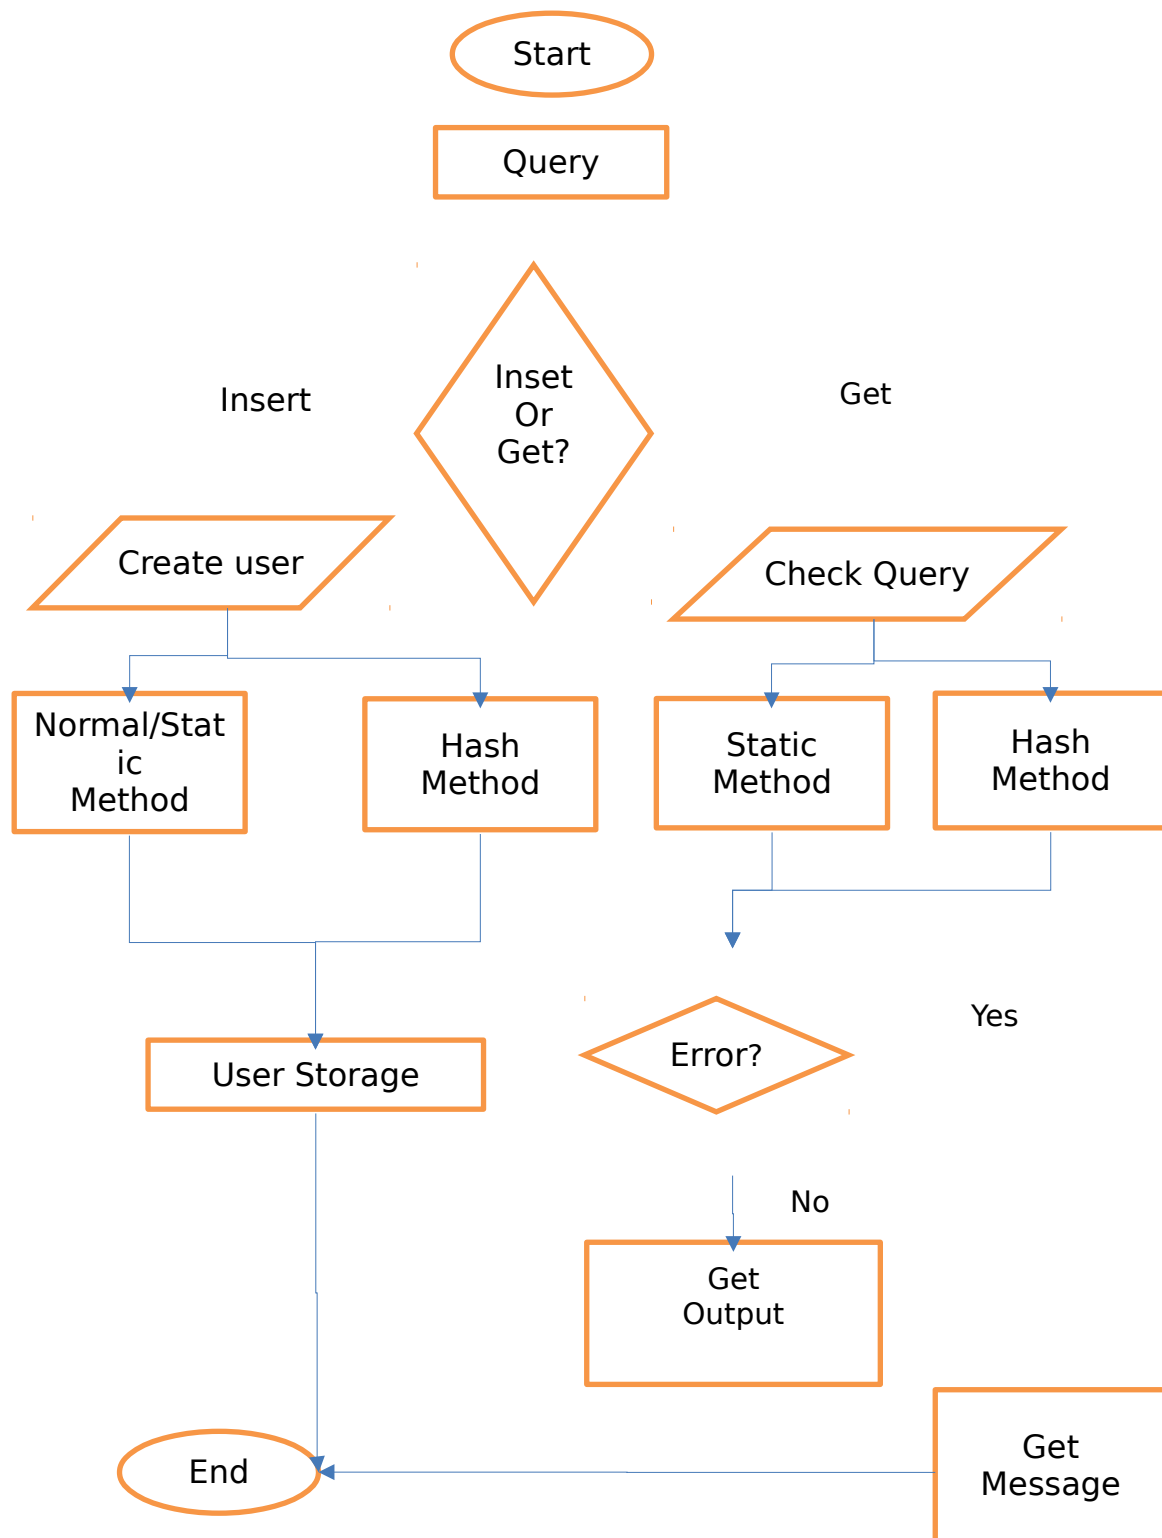 Start
Query
Inset
Or
Get?
Insert
Get
Create user
Check Query
Normal/Stat
ic
Method
Hash
Method
Static
Method
Hash
Method
User Storage
Error?
Yes
No
Get
Output
End
Get
Message